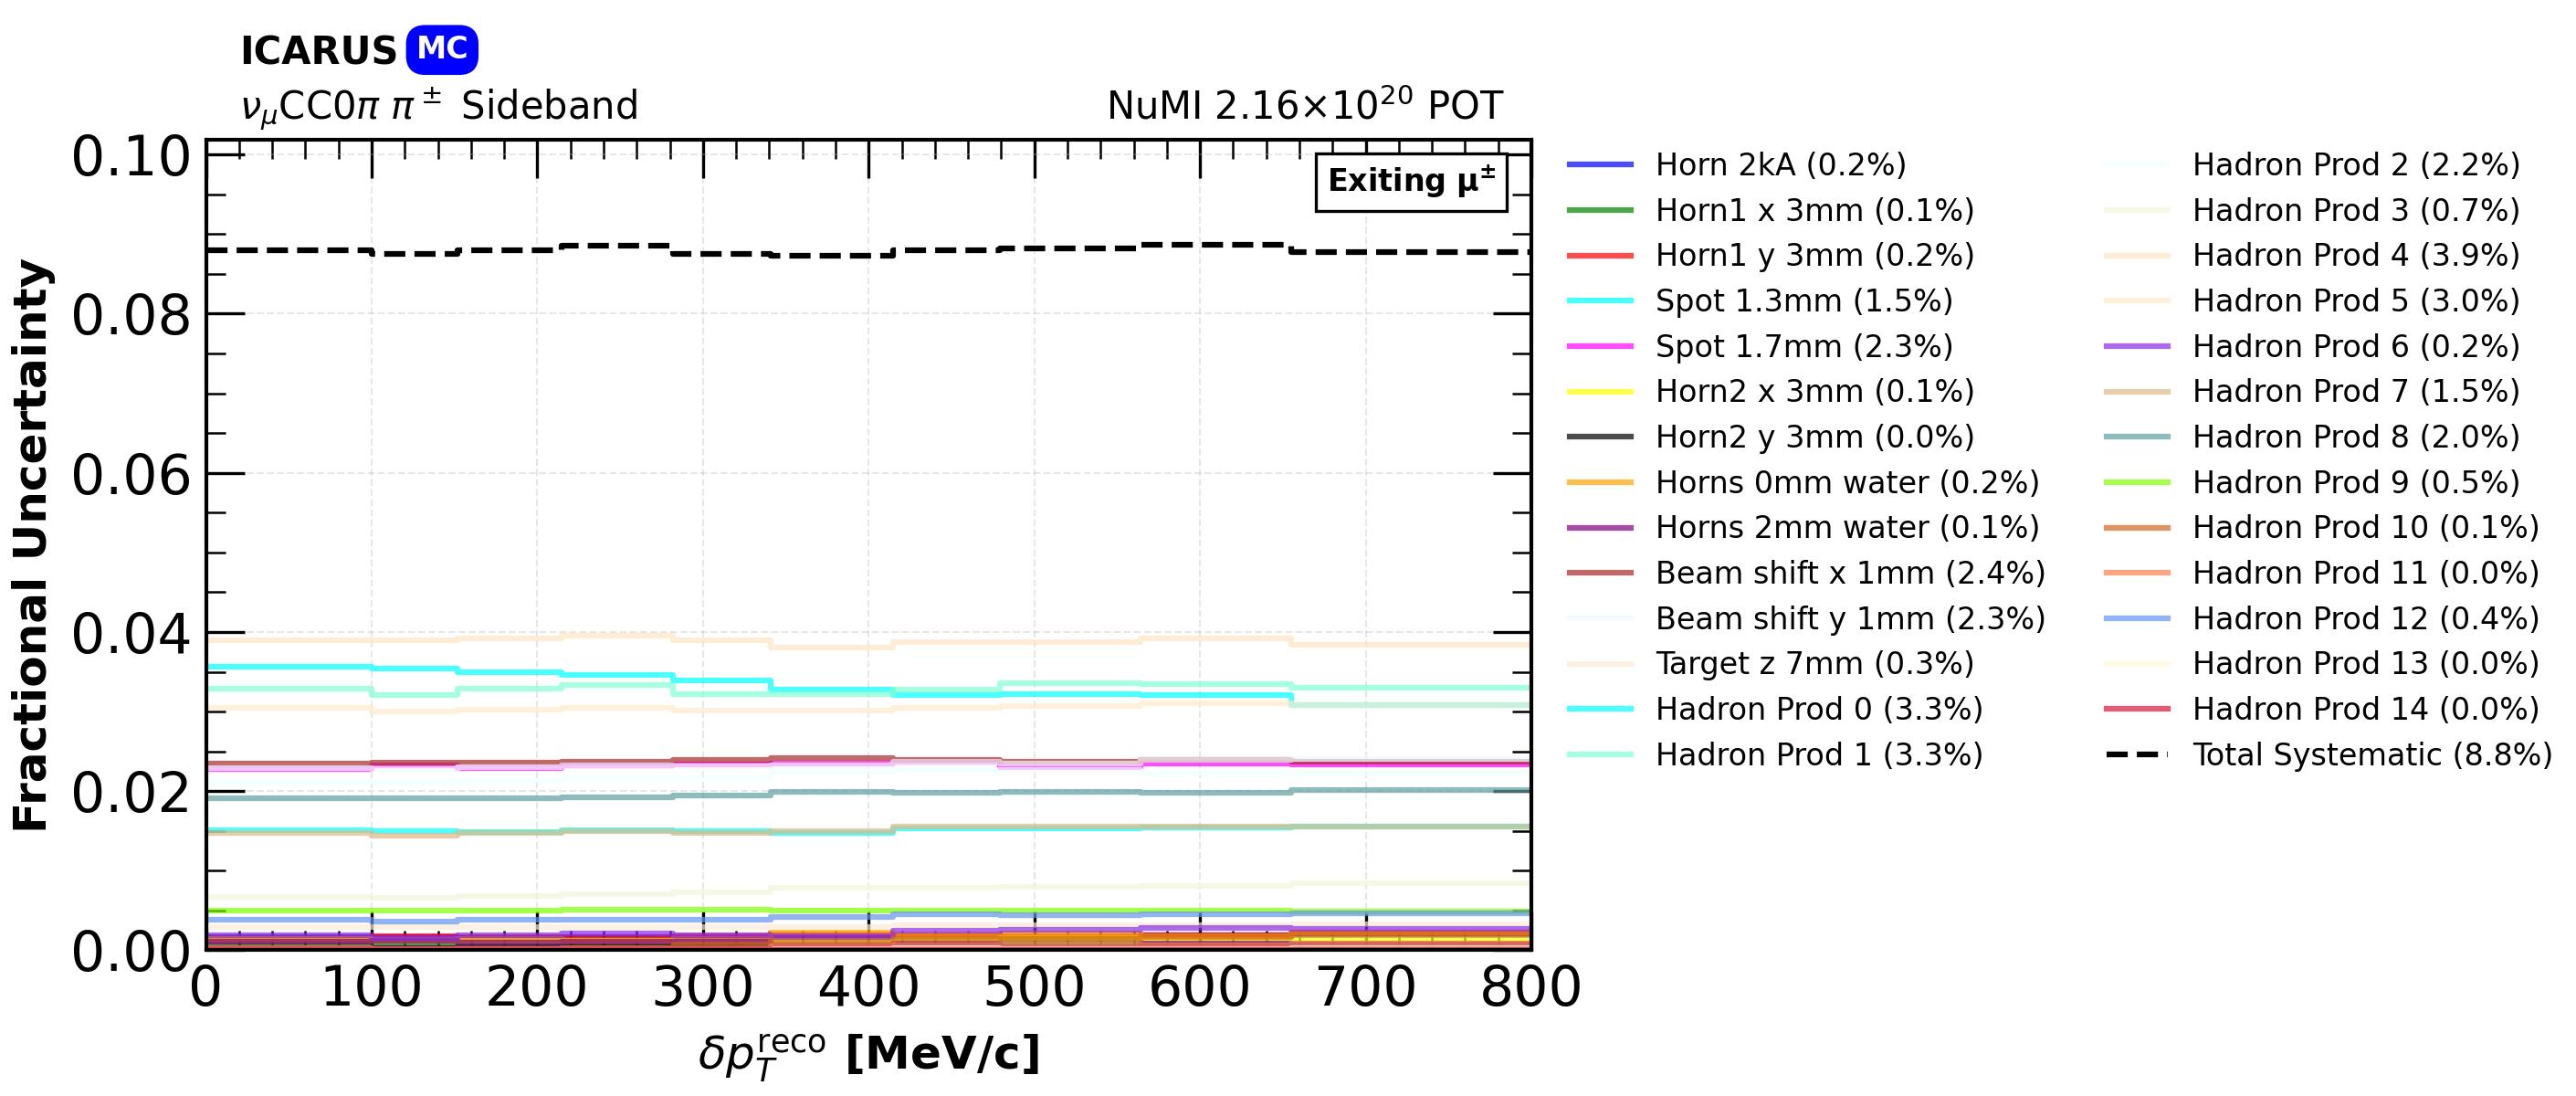 ICARUS MC
νμCC0π π± Sideband
NuMI 2.16×10²⁰ POT
Exiting μ±
Fractional Uncertainty
0.10
0.08
0.06
0.04
0.02
0.00
0 100 200 300 400 500 600 700 800
δp_T^reco [MeV/c]
Horn 2kA (0.2%)
Horn1 x 3mm (0.1%)
Horn1 y 3mm (0.2%)
Spot 1.3mm (1.5%)
Spot 1.7mm (2.3%)
Horn2 x 3mm (0.1%)
Horn2 y 3mm (0.0%)
Horns 0mm water (0.2%)
Horns 2mm water (0.1%)
Beam shift x 1mm (2.4%)
Beam shift y 1mm (2.3%)
Target z 7mm (0.3%)
Hadron Prod 0 (3.3%)
Hadron Prod 1 (3.3%)
Hadron Prod 2 (2.2%)
Hadron Prod 3 (0.7%)
Hadron Prod 4 (3.9%)
Hadron Prod 5 (3.0%)
Hadron Prod 6 (0.2%)
Hadron Prod 7 (1.5%)
Hadron Prod 8 (2.0%)
Hadron Prod 9 (0.5%)
Hadron Prod 10 (0.1%)
Hadron Prod 11 (0.0%)
Hadron Prod 12 (0.4%)
Hadron Prod 13 (0.0%)
Hadron Prod 14 (0.0%)
Total Systematic (8.8%)